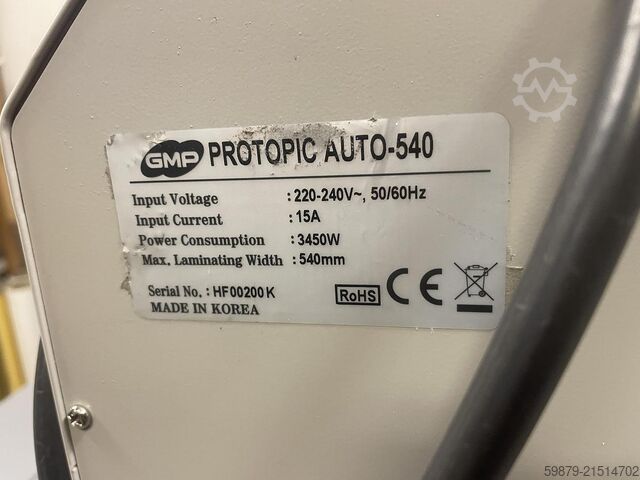 GMP PROTOPIC AUTO-540
Input Voltage : 220-240V~, 50/60Hz
Input Current : 15A
Power Consumption : 3450W
Max. Laminating Width : 540mm
Serial No. : HF00200K
MADE IN KOREA
RoHS CE
59879-21514702